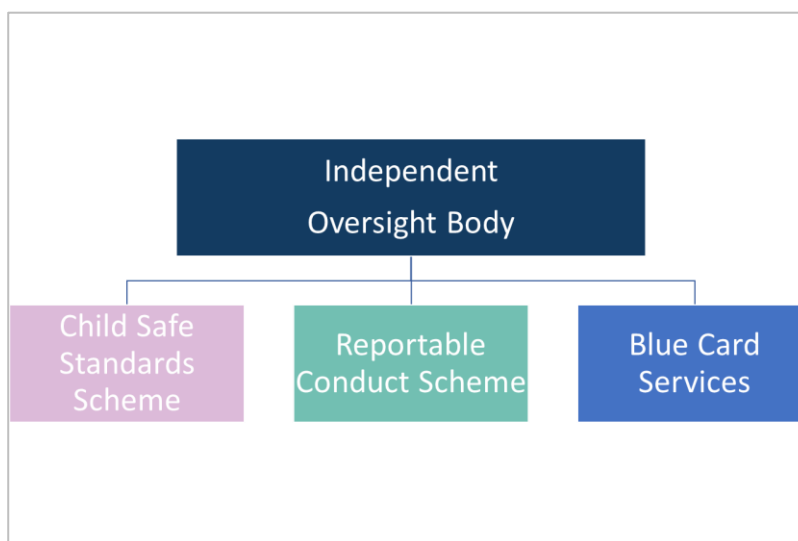 Independent
Oversight Body
Child Safe
Standards
Scheme
Reportable
Conduct Scheme
Blue Card
Services